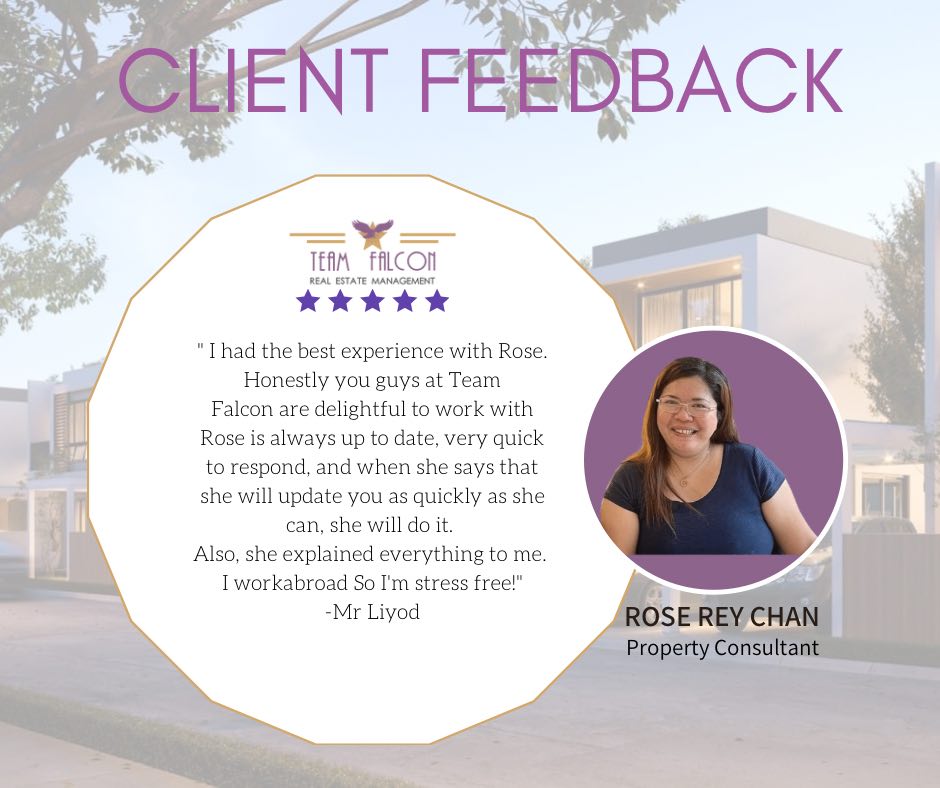 CLIENT FEEDBACK
TEAM FALCON
REAL ESTATE MANAGEMENT
" I had the best experience with Rose.
Honestly you guys at Team
Falcon are delightful to work with
Rose is always up to date, very quick
to respond, and when she says that
she will update you as quickly as she
can, she will do it.
Also, she explained everything to me.
I workabroad So I'm stress free!"
-Mr Liyod
ROSE REY CHAN
Property Consultant